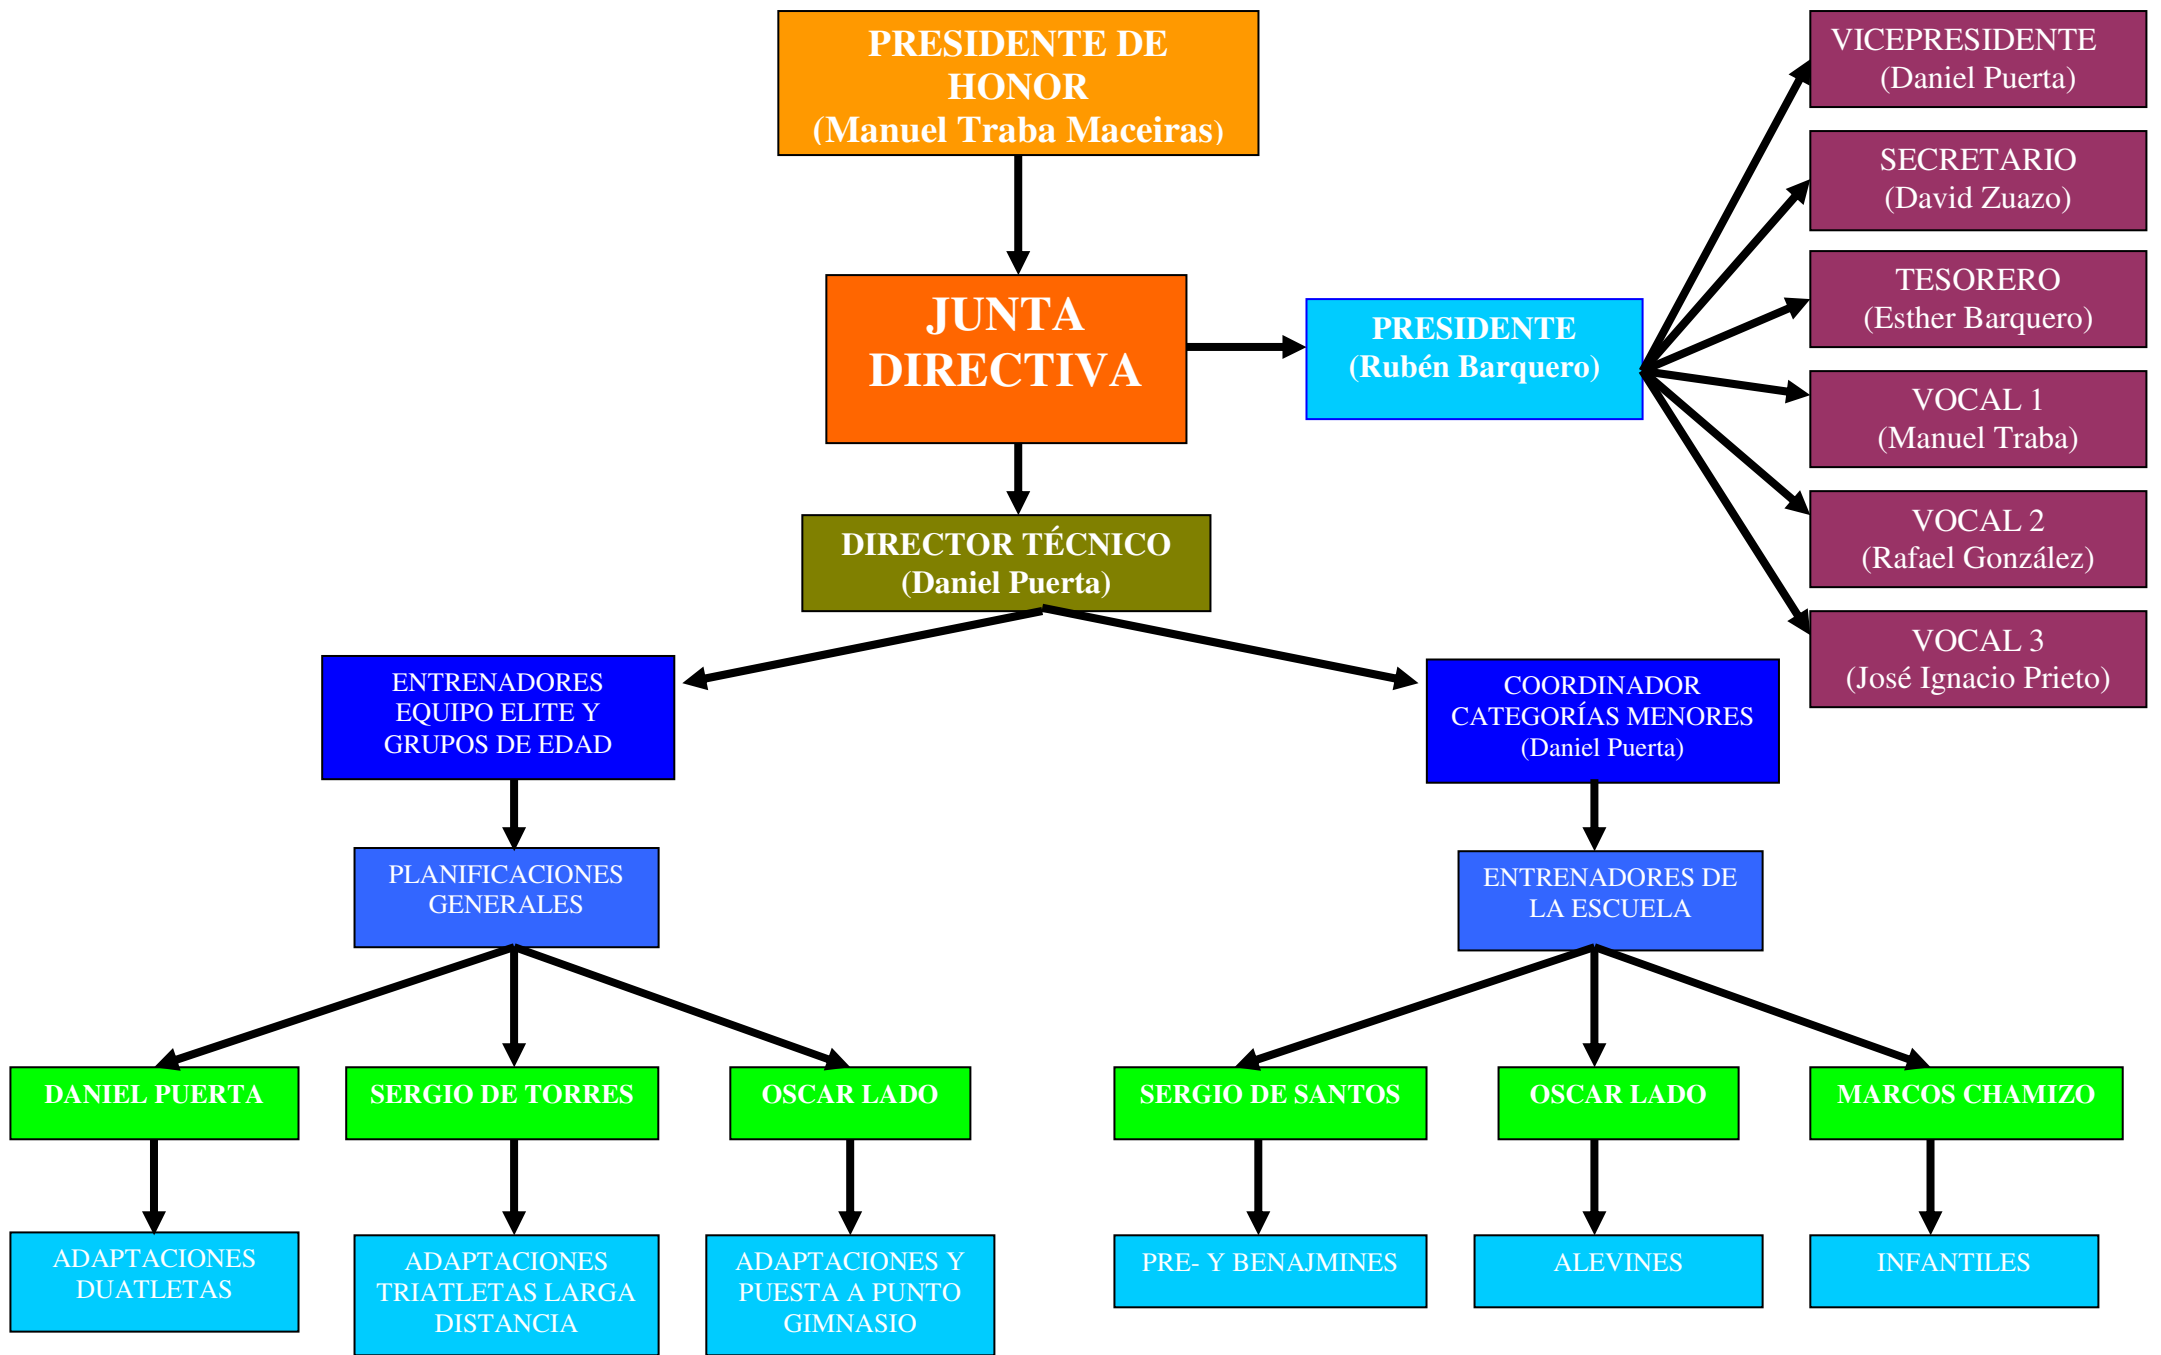 PRESIDENTE DE
HONOR
(Manuel Traba Maceiras)
VICEPRESIDENTE
(Daniel Puerta)
SECRETARIO
(David Zuazo)
TESORERO
(Esther Barquero)
JUNTA
DIRECTIVA
PRESIDENTE
(Rubén Barquero)
VOCAL 1
(Manuel Traba)
VOCAL 2
(Rafael González)
VOCAL 3
(José Ignacio Prieto)
DIRECTOR TÉCNICO
(Daniel Puerta)
ENTRENADORES
EQUIPO ELITE Y
GRUPOS DE EDAD
COORDINADOR
CATEGORÍAS MENORES
(Daniel Puerta)
PLANIFICACIONES
GENERALES
ENTRENADORES DE
LA ESCUELA
DANIEL PUERTA
SERGIO DE TORRES
OSCAR LADO
SERGIO DE SANTOS
OSCAR LADO
MARCOS CHAMIZO
ADAPTACIONES
DUATLETAS
ADAPTACIONES
TRIATLETAS LARGA
DISTANCIA
ADAPTACIONES Y
PUESTA A PUNTO
GIMNASIO
PRE- Y BENAJMINES
ALEVINES
INFANTILES